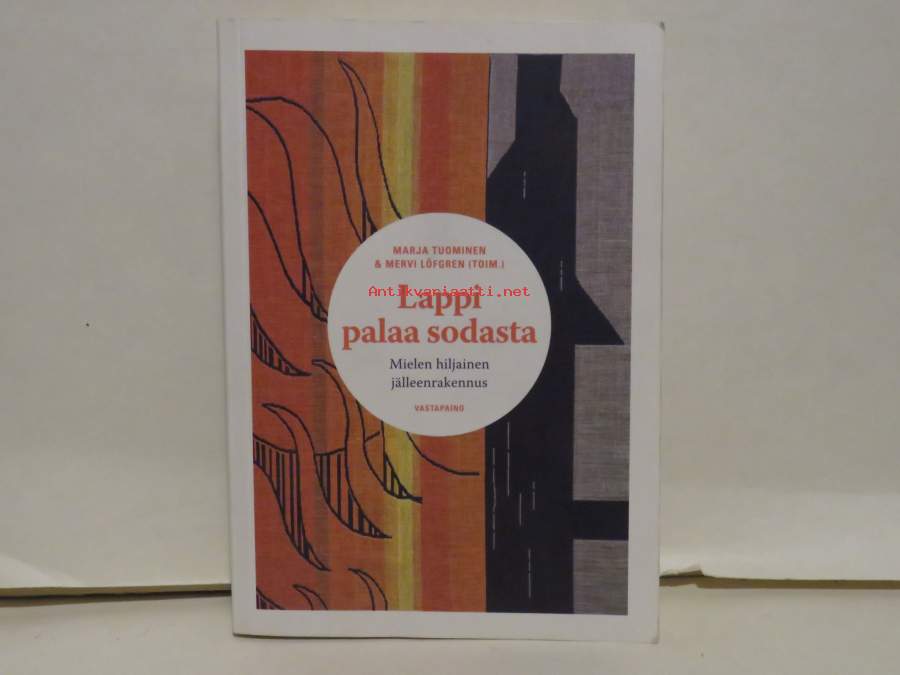 MARJA TUOMINEN
& MERVI LÖFGREN (TOIM.)
Antikvariaatti.net
Lappi
palaa sodasta
Mielen hiljainen
jälleenrakennus
VASTAPAINO